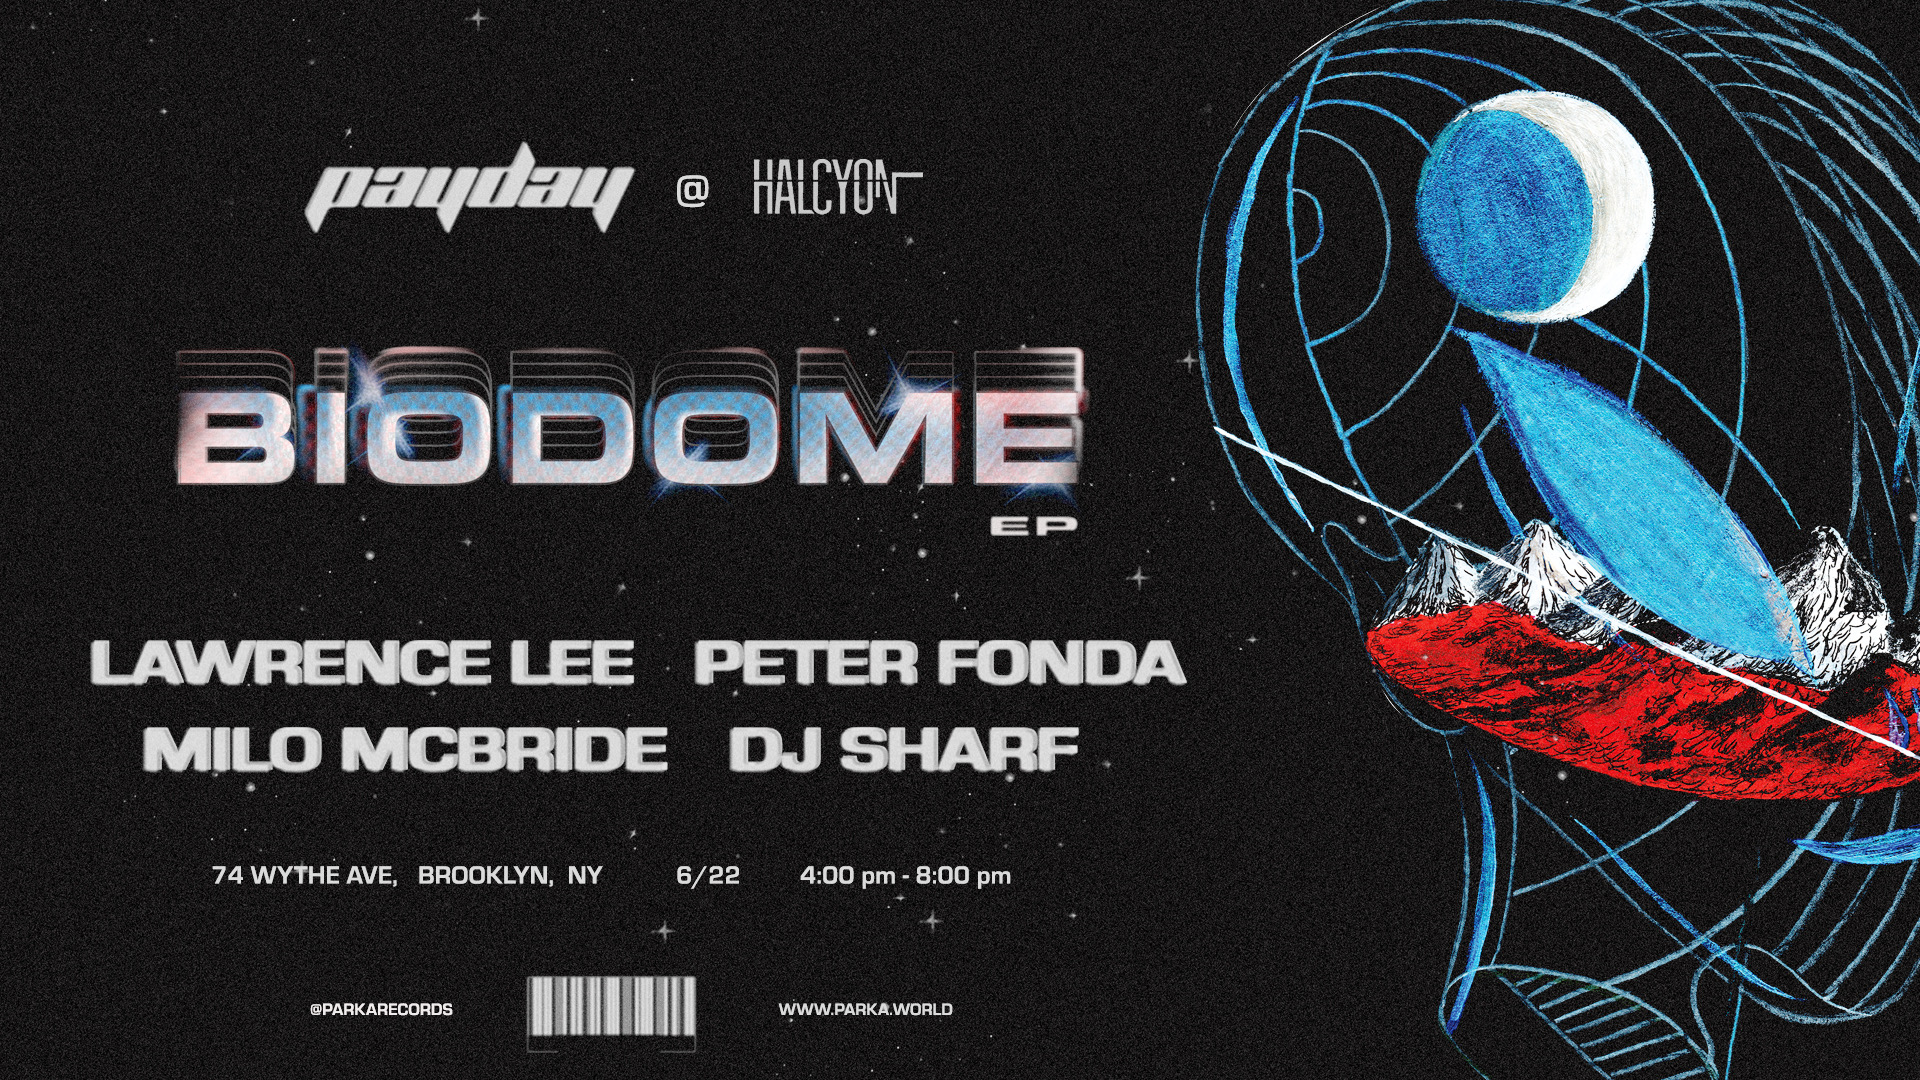 payday @ HALCYON
BIODOME
EP
LAWRENCE LEE PETER FONDA
MILO MCBRIDE DJ SHARF
74 WYTHE AVE, BROOKLYN, NY 6/22 4:00 pm - 8:00 pm
@PARKARECORDS WWW.PARKA.WORLD